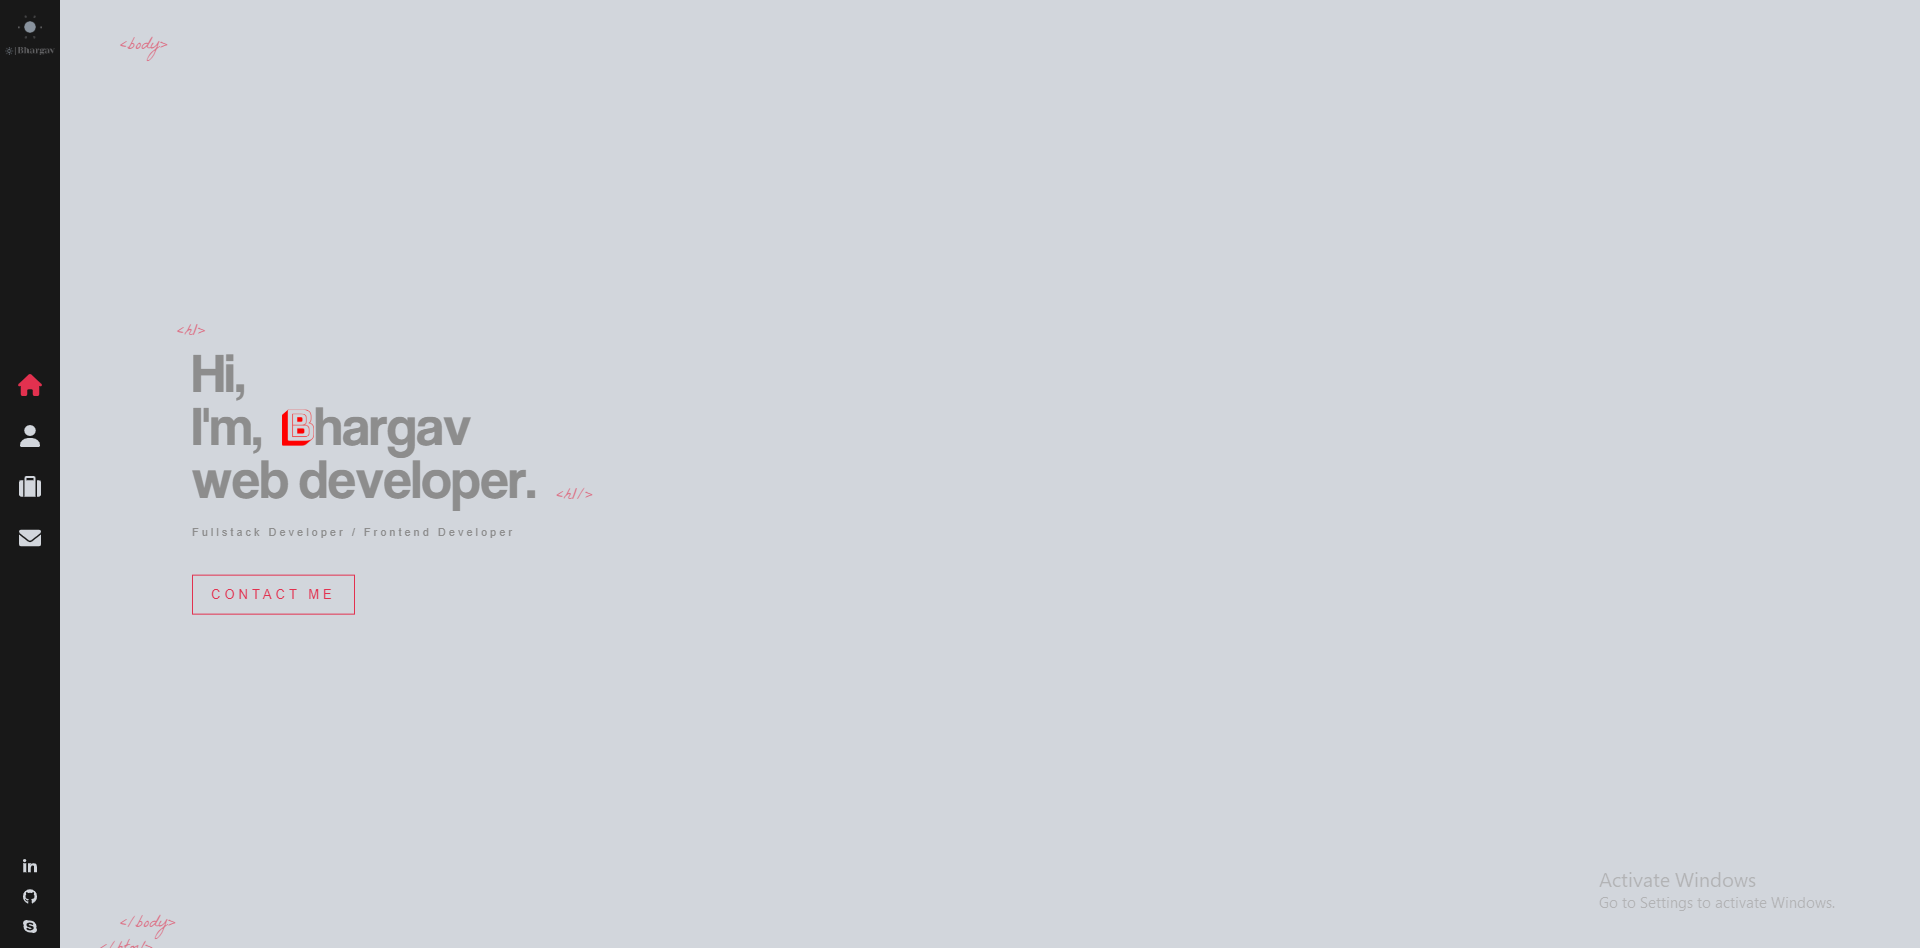 |Bhargav
<body>
<h1>
Hi,
I'm, Bhargav
web developer.
<h1/>
Fullstack Developer / Frontend Developer
CONTACT ME
in
</body>
</html>
Activate Windows
Go to Settings to activate Windows.